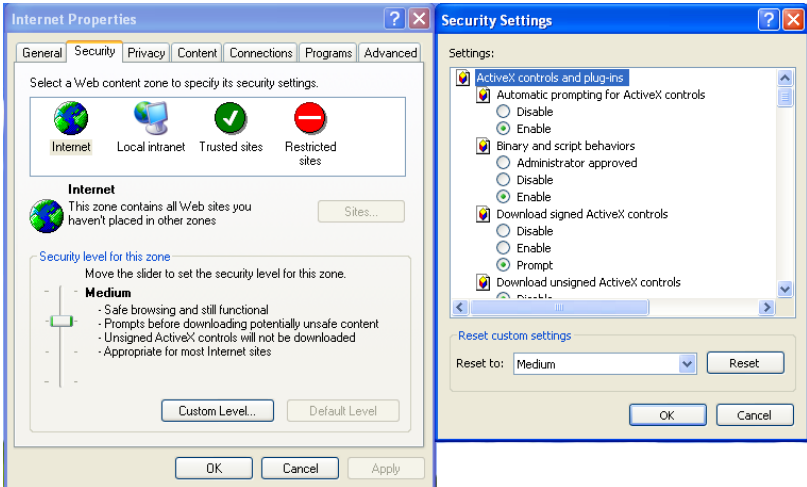 Internet Properties
General Security Privacy Content Connections Programs Advanced
Select a Web content zone to specify its security settings.
Internet Local intranet Trusted sites Restricted
sites
Internet
This zone contains all Web sites you
haven't placed in other zones
Sites...
Security level for this zone
Move the slider to set the security level for this zone.
Medium
- Safe browsing and still functional
- Prompts before downloading potentially unsafe content
- Unsigned ActiveX controls will not be downloaded
- Appropriate for most Internet sites
Custom Level... Default Level
OK Cancel Apply
Security Settings
Settings:
ActiveX controls and plug-ins
Automatic prompting for ActiveX controls
Disable
Enable
Binary and script behaviors
Administrator approved
Disable
Enable
Download signed ActiveX controls
Disable
Enable
Prompt
Download unsigned ActiveX controls
Disable
Reset custom settings
Reset to: Medium Reset
OK Cancel